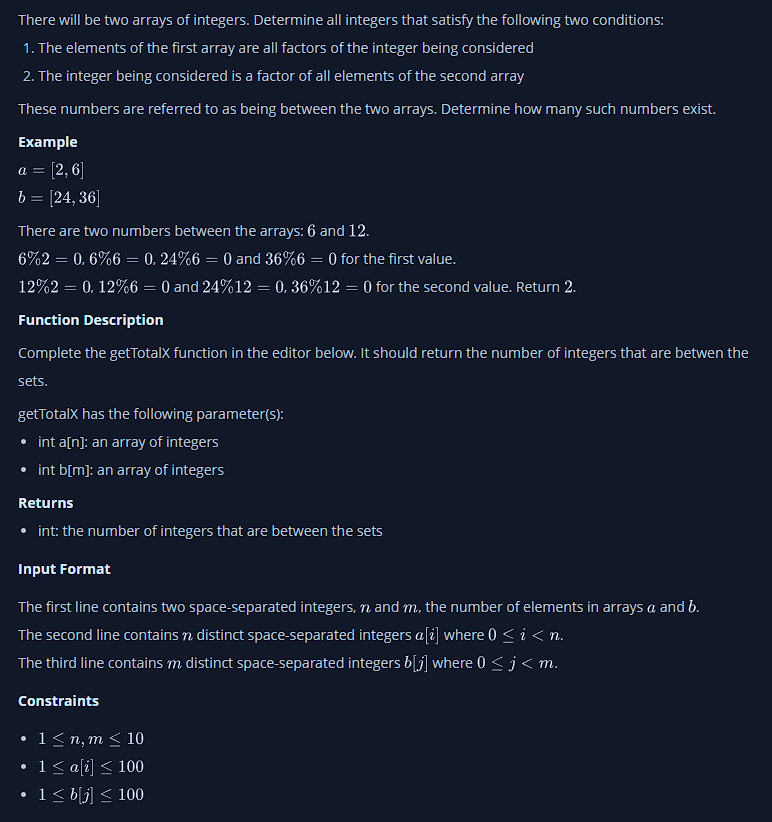 There will be two arrays of integers. Determine all integers that satisfy the following two conditions:
1. The elements of the first array are all factors of the integer being considered
2. The integer being considered is a factor of all elements of the second array
These numbers are referred to as being between the two arrays. Determine how many such numbers exist.
Example
a = [2, 6]
b = [24, 36]
There are two numbers between the arrays: 6 and 12.
6%2 = 0, 6%6 = 0, 24%6 = 0 and 36%6 = 0 for the first value.
12%2 = 0, 12%6 = 0 and 24%12 = 0, 36%12 = 0 for the second value. Return 2.
Function Description
Complete the getTotalX function in the editor below. It should return the number of integers that are betwen the
sets.
getTotalX has the following parameter(s):
• int a[n]: an array of integers
• int b[m]: an array of integers
Returns
• int: the number of integers that are between the sets
Input Format
The first line contains two space-separated integers, n and m, the number of elements in arrays a and b.
The second line contains n distinct space-separated integers a[i] where 0 ≤ i < n.
The third line contains m distinct space-separated integers b[j] where 0 ≤ j < m.
Constraints
• 1 ≤ n, m ≤ 10
• 1 ≤ a[i] ≤ 100
• 1 ≤ b[j] ≤ 100